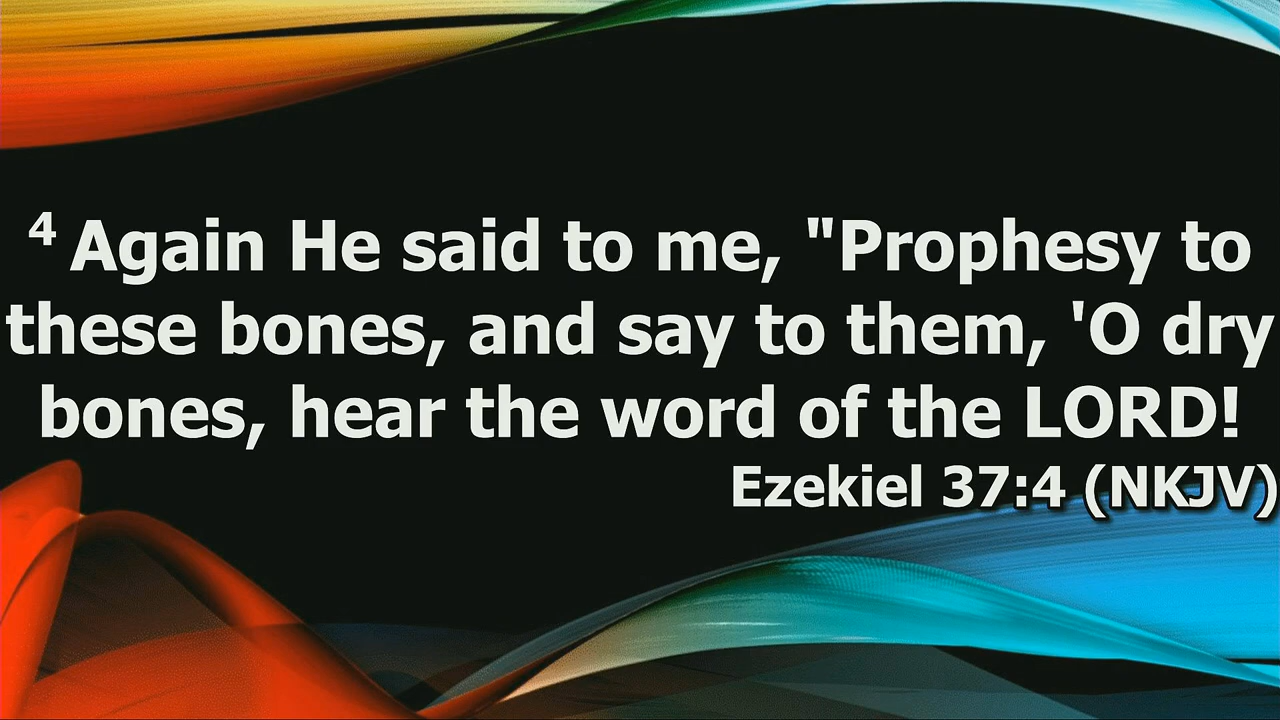 4 Again He said to me, "Prophesy to
these bones, and say to them, 'O dry
bones, hear the word of the LORD!
Ezekiel 37:4 (NKJV)